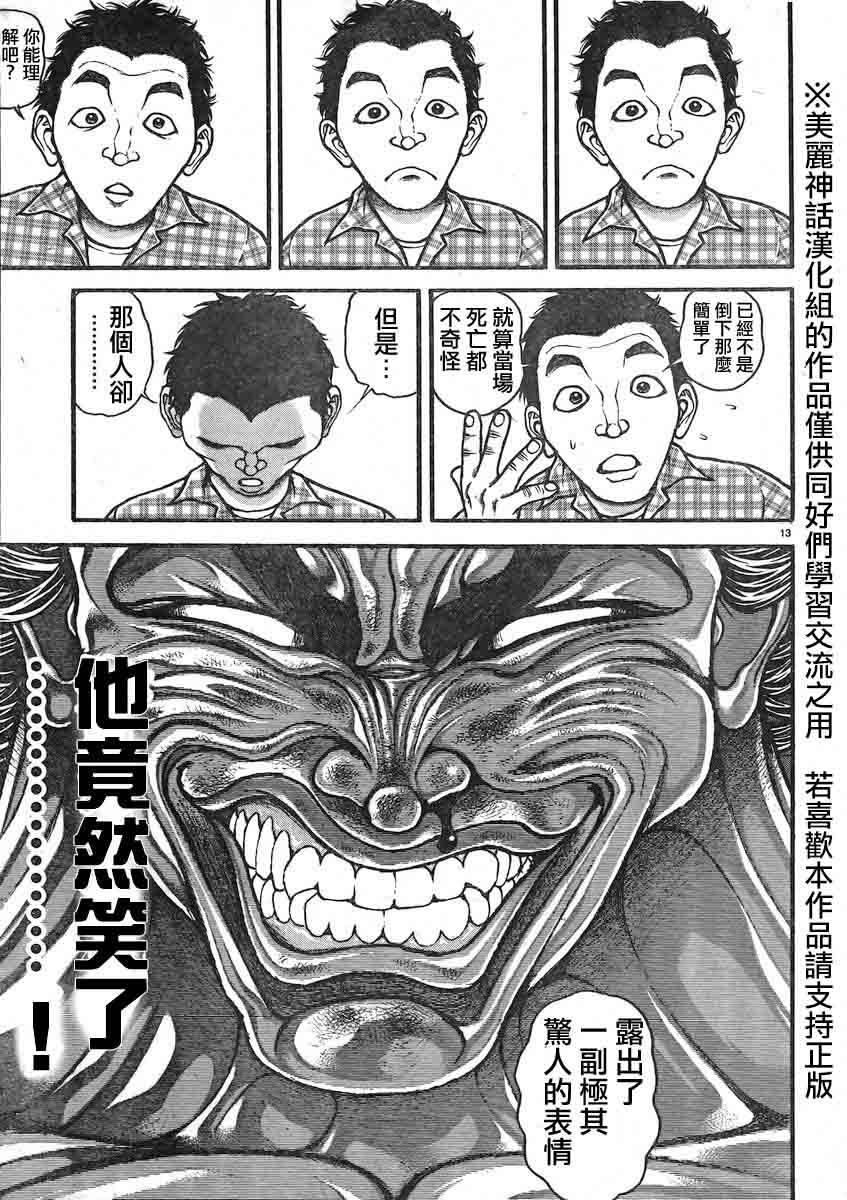 你能理
解吧？
已經不是
倒下那麼
簡單了
就算當場
死亡都
不奇怪
但是…
那個人卻
………
13
他竟然笑了
………………！
露出了
一副極其
驚人的表情
※美麗神話漢化組的作品僅供同好們學習交流之用　若喜歡本作品請支持正版